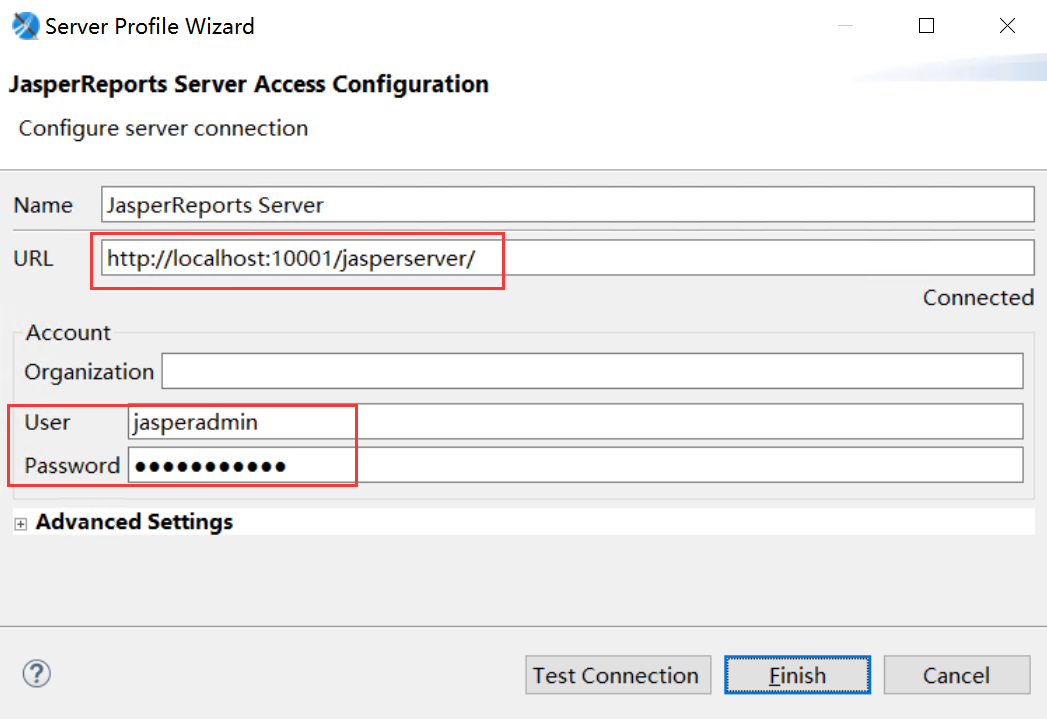 Server Profile Wizard
JasperReports Server Access Configuration
Configure server connection
Name JasperReports Server
URL http://localhost:10001/jasperserver/
Connected
Account
Organization
User jasperadmin
Password ●●●●●●●●●●●
Advanced Settings
Test Connection Finish Cancel